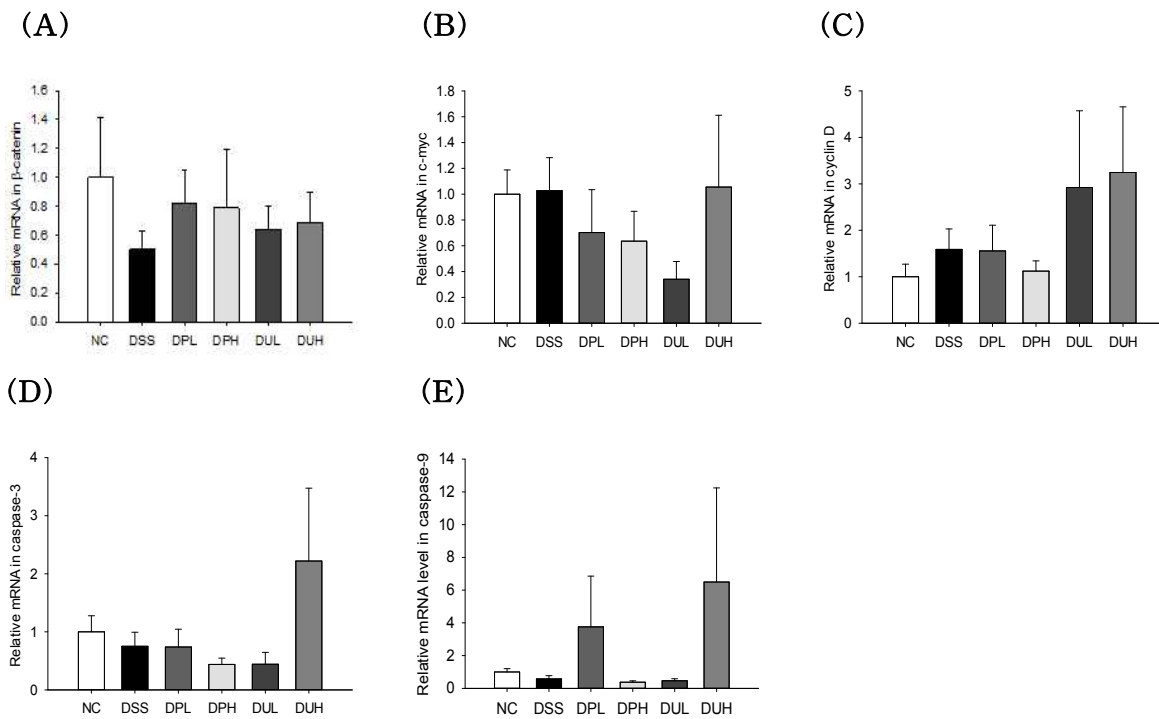 (A)
(B)
(C)
Relative mRNA in β-catenin
1.6
1.4
1.2
1.0
0.8
0.6
0.4
0.2
0.0
NC DSS DPL DPH DUL DUH
Relative mRNA in c-myc
1.8
1.6
1.4
1.2
1.0
0.8
0.6
0.4
0.2
0.0
NC DSS DPL DPH DUL DUH
Relative mRNA in cyclin D
5
4
3
2
1
0
NC DSS DPL DPH DUL DUH
(D)
(E)
Relative mRNA in caspase-3
4
3
2
1
0
NC DSS DPL DPH DUL DUH
Relative mRNA level in caspase-9
14
12
10
8
6
4
2
0
NC DSS DPL DPH DUL DUH